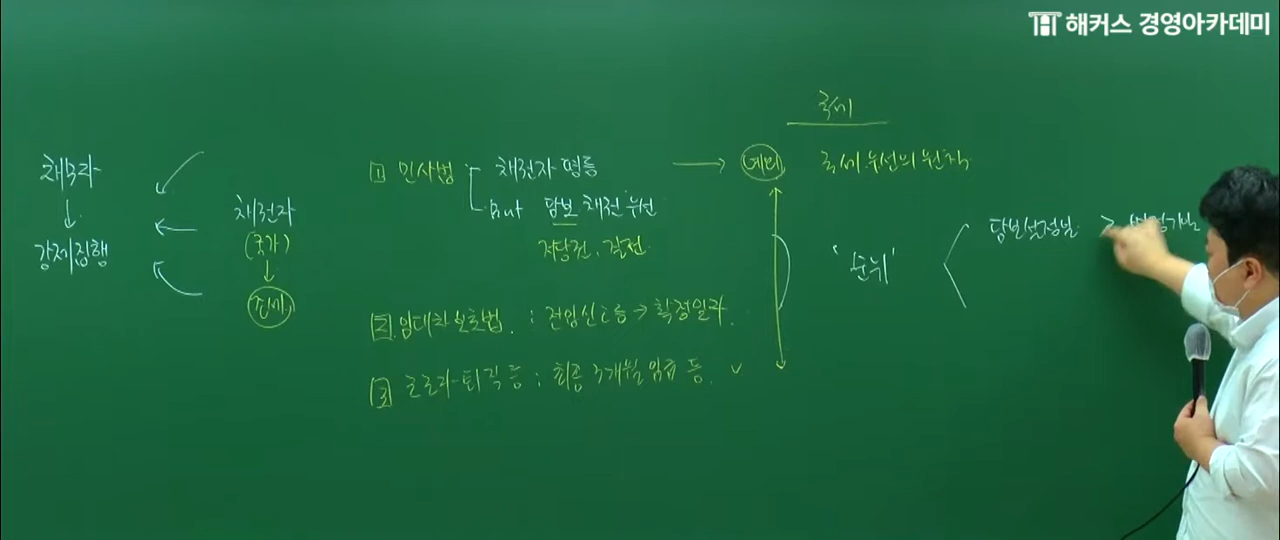 해커스 경영아카데미
국세
채무자
강제집행
채권자
(국가)
조세
1 민사법
채권자 평등
But 담보 채권 우선
저당권, 질권
예외
국세 우선의 원칙
2 임대차보호법 : 전입신고 등 → 확정일자
3 근로자 - 퇴직 등 : 최종 3개월 임금 등
'순위'
담보설정일